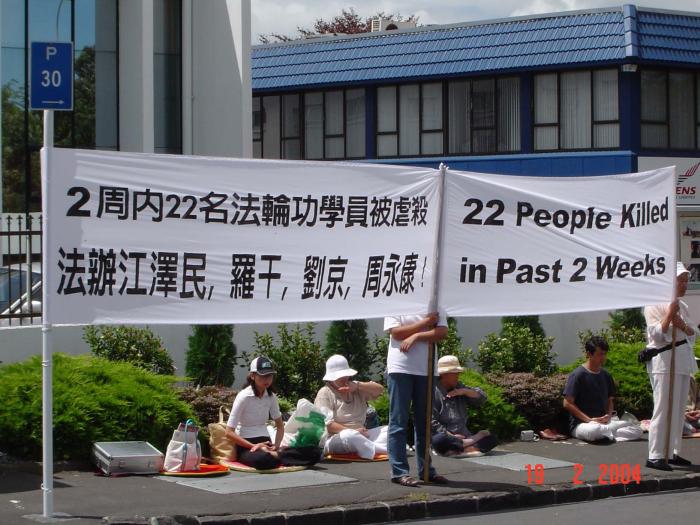 P
30
2周内22名法輪功學員被虐殺
法辦江澤民, 羅干, 劉京, 周永康!
22 People Killed
in Past 2 Weeks
ENS
19 2 2004